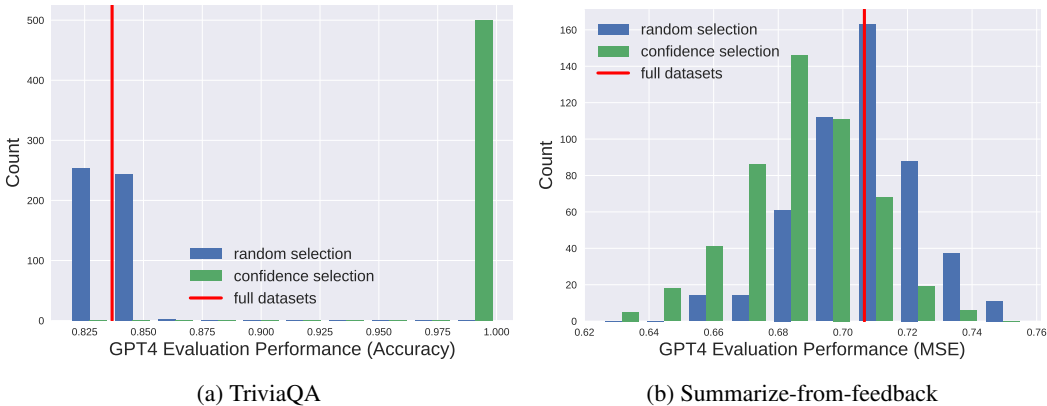 500
400
300
200
100
0
Count
random selection
confidence selection
full datasets
0.825 0.850 0.875 0.900 0.925 0.950 0.975 1.000
GPT4 Evaluation Performance (Accuracy)
(a) TriviaQA
160
140
120
100
80
60
40
20
0
Count
random selection
confidence selection
full datasets
0.62 0.64 0.66 0.68 0.70 0.72 0.74 0.76
GPT4 Evaluation Performance (MSE)
(b) Summarize-from-feedback